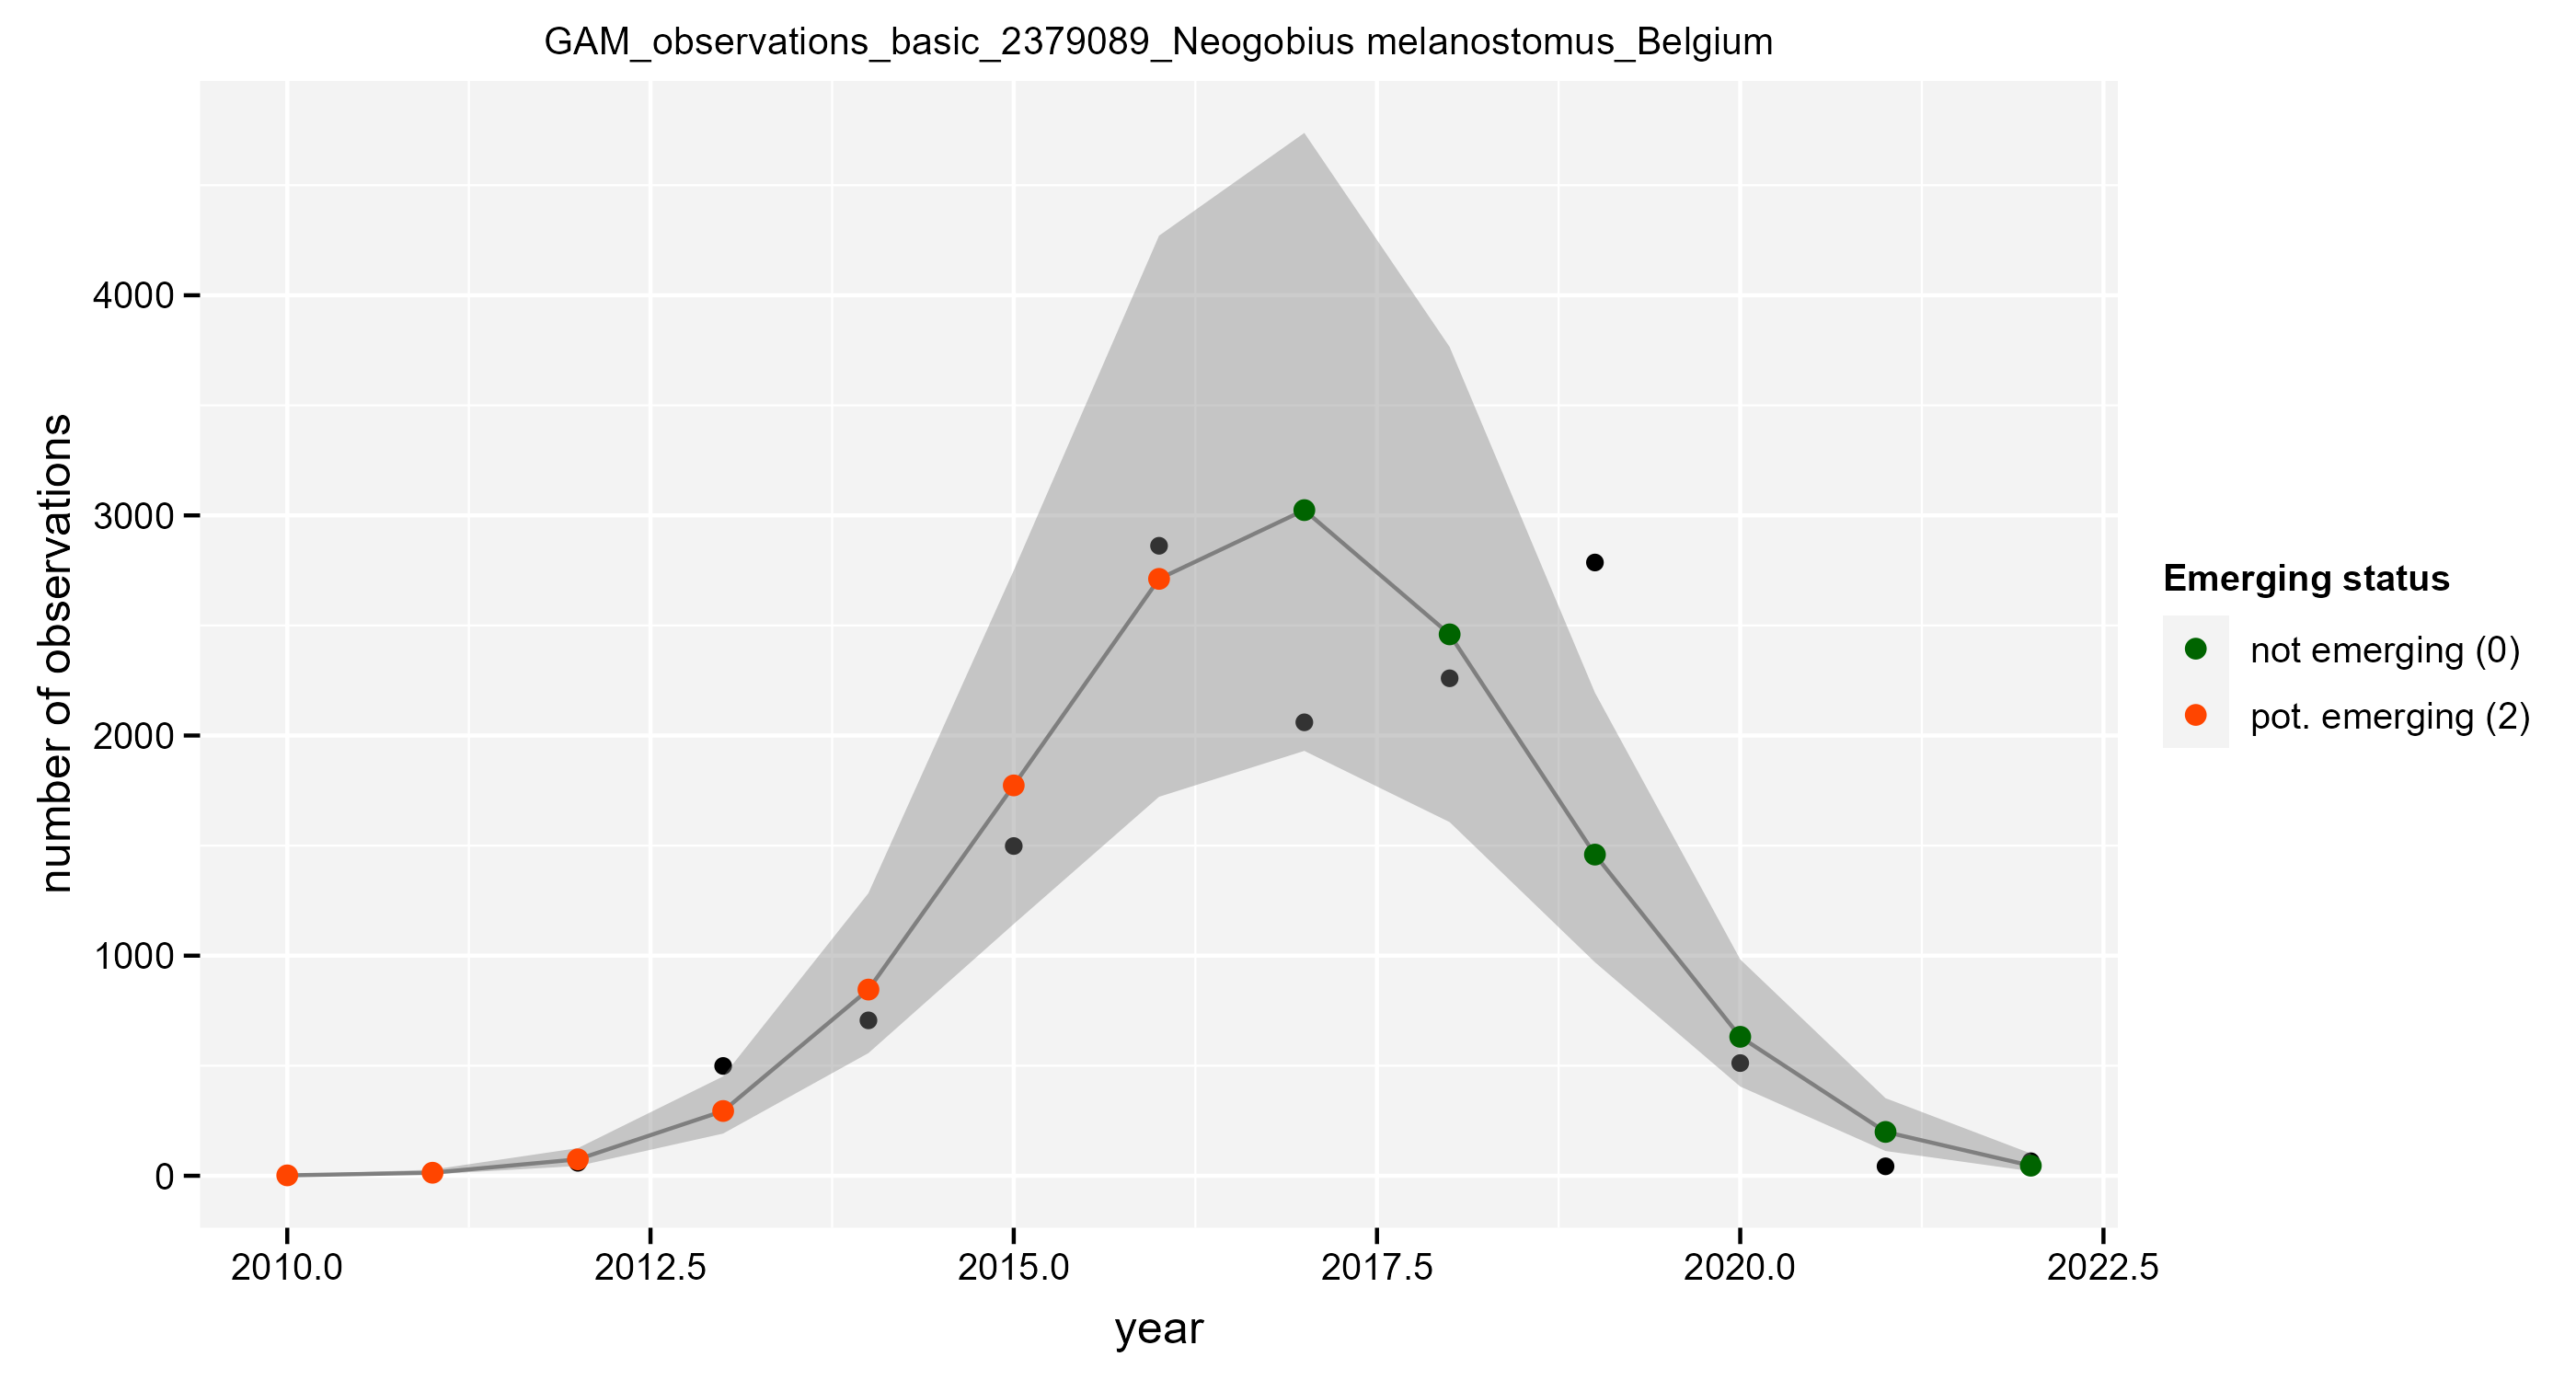 GAM_observations_basic_2379089_Neogobius melanostomus_Belgium
number of observations
4000
3000
2000
1000
0
2010.0 2012.5 2015.0 2017.5 2020.0 2022.5
year
Emerging status
not emerging (0)
pot. emerging (2)